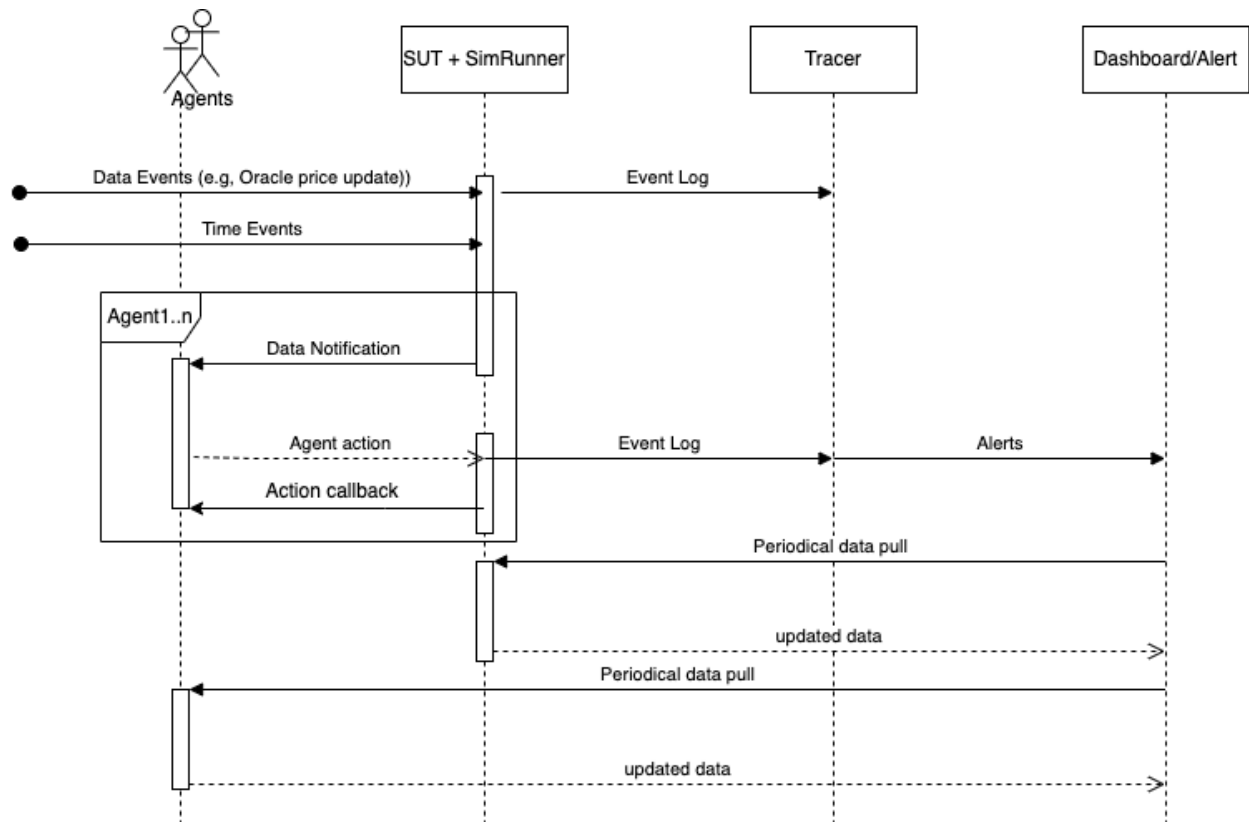 SUT + SimRunner
Tracer
Dashboard/Alert
Agents
Data Events (e.g, Oracle price update))
Event Log
Time Events
Agent1..n
Data Notification
Agent action
Event Log
Alerts
Action callback
Periodical data pull
updated data
Periodical data pull
updated data